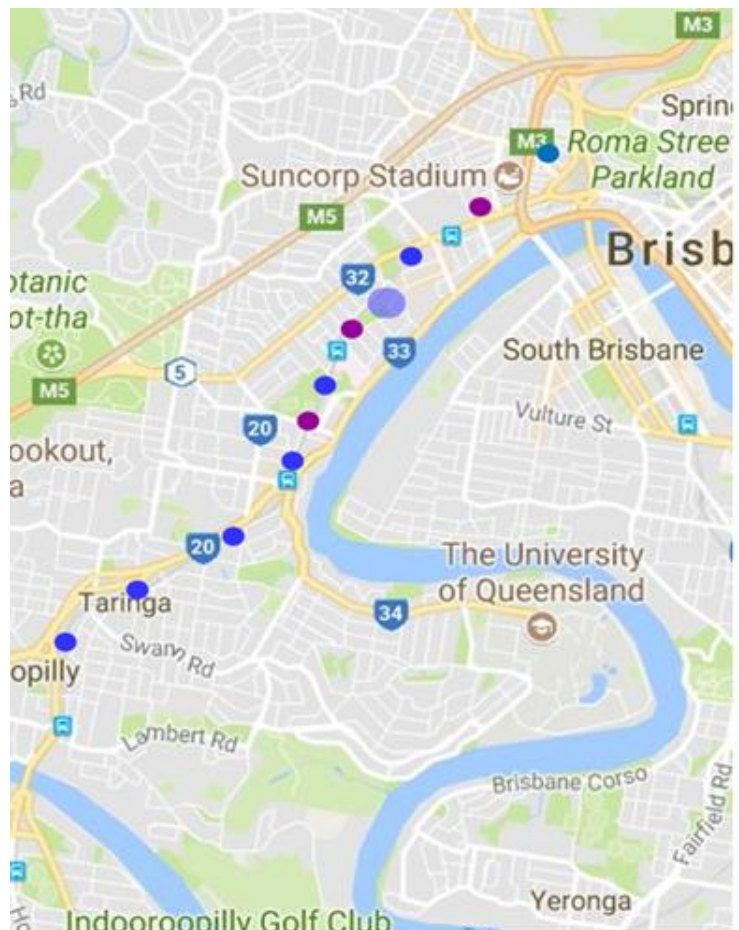 M3
Rd
Sprin
M3
Roma Stree
Parkland
Suncorp Stadium
M5
Brisb
otanic
ot-tha
32
33
South Brisbane
5
M5
Vulture St
20
ookout,
a
20
The University
of Queensland
Taringa
34
Swann Rd
opilly
Lambert Rd
Brisbane Corso
Fairfield Rd
Yeronga
Ho
Indooroopilly Golf Club